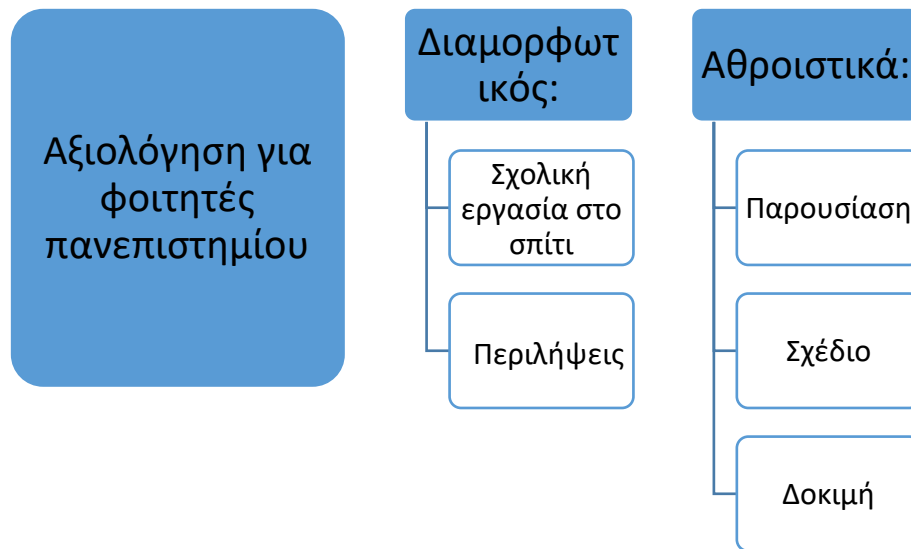 Αξιολόγηση για
φοιτητές
πανεπιστημίου
Διαμορφωτ
ικός:
Σχολική
εργασία στο
σπίτι
Περιλήψεις
Αθροιστικά:
Παρουσίαση
Σχέδιο
Δοκιμή